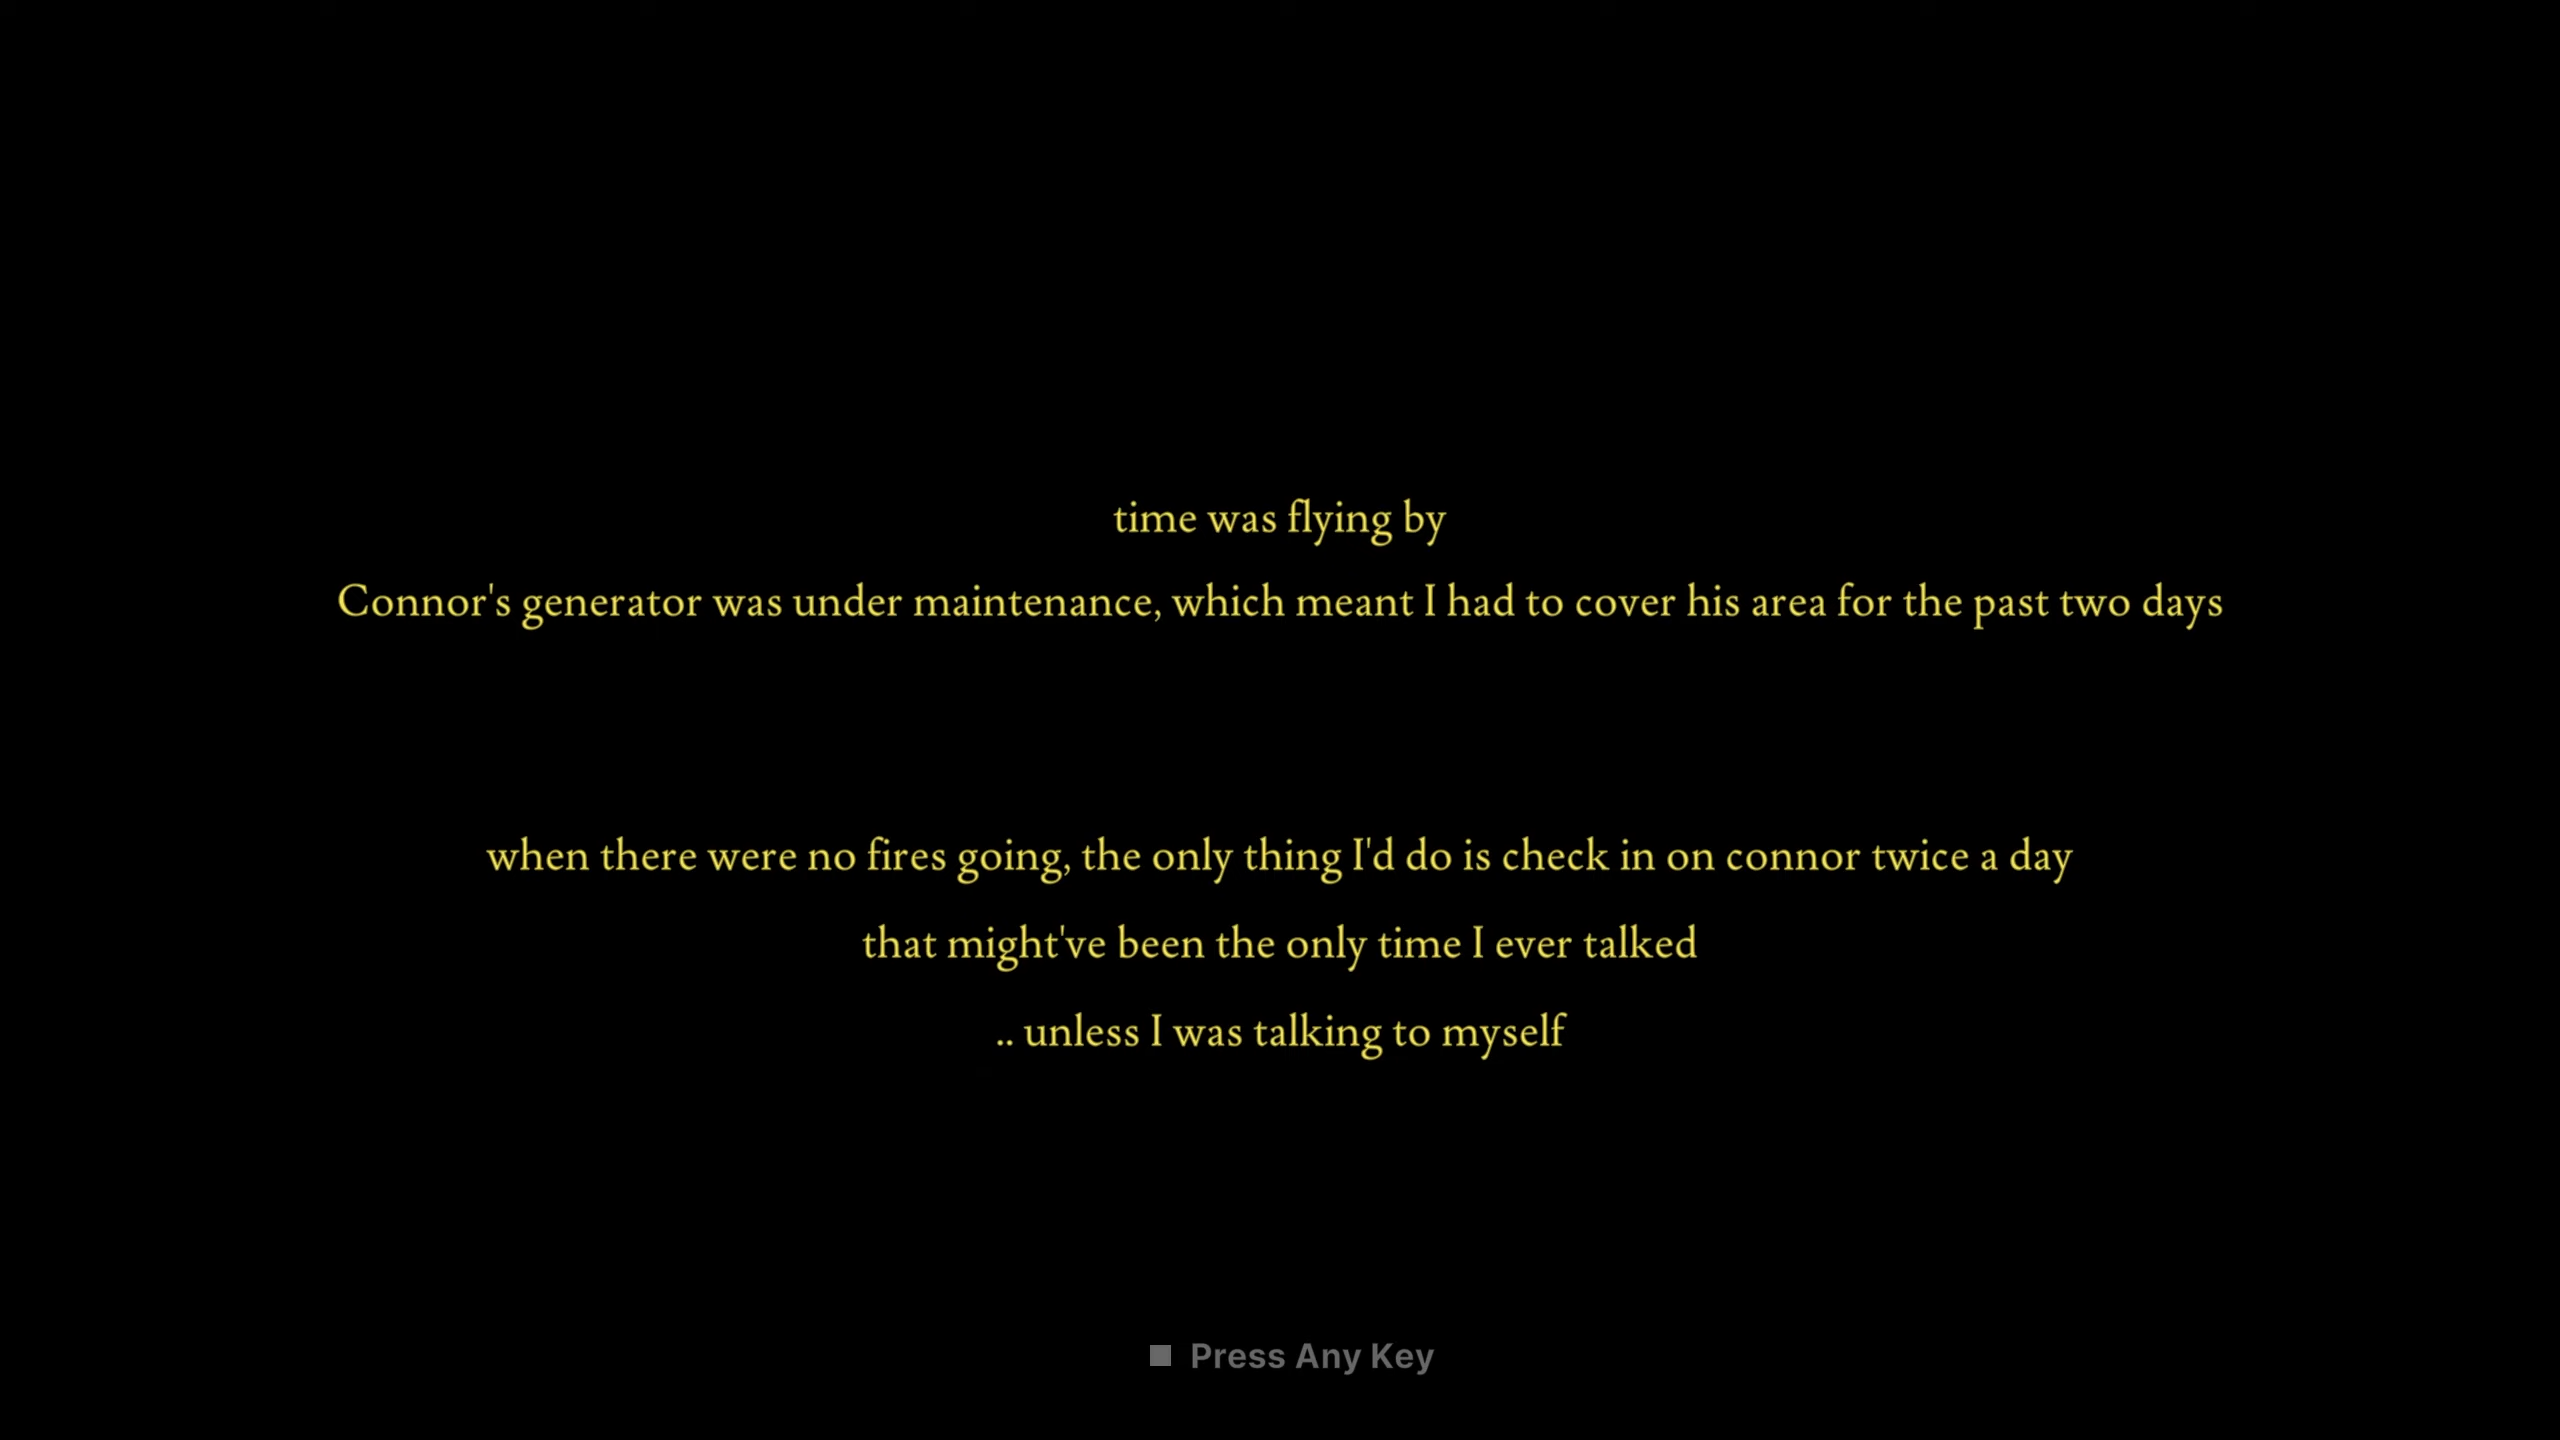 time was flying by
Connor's generator was under maintenance, which meant I had to cover his area for the past two days
when there were no fires going, the only thing I'd do is check in on connor twice a day
that might've been the only time I ever talked
.. unless I was talking to myself
Press Any Key